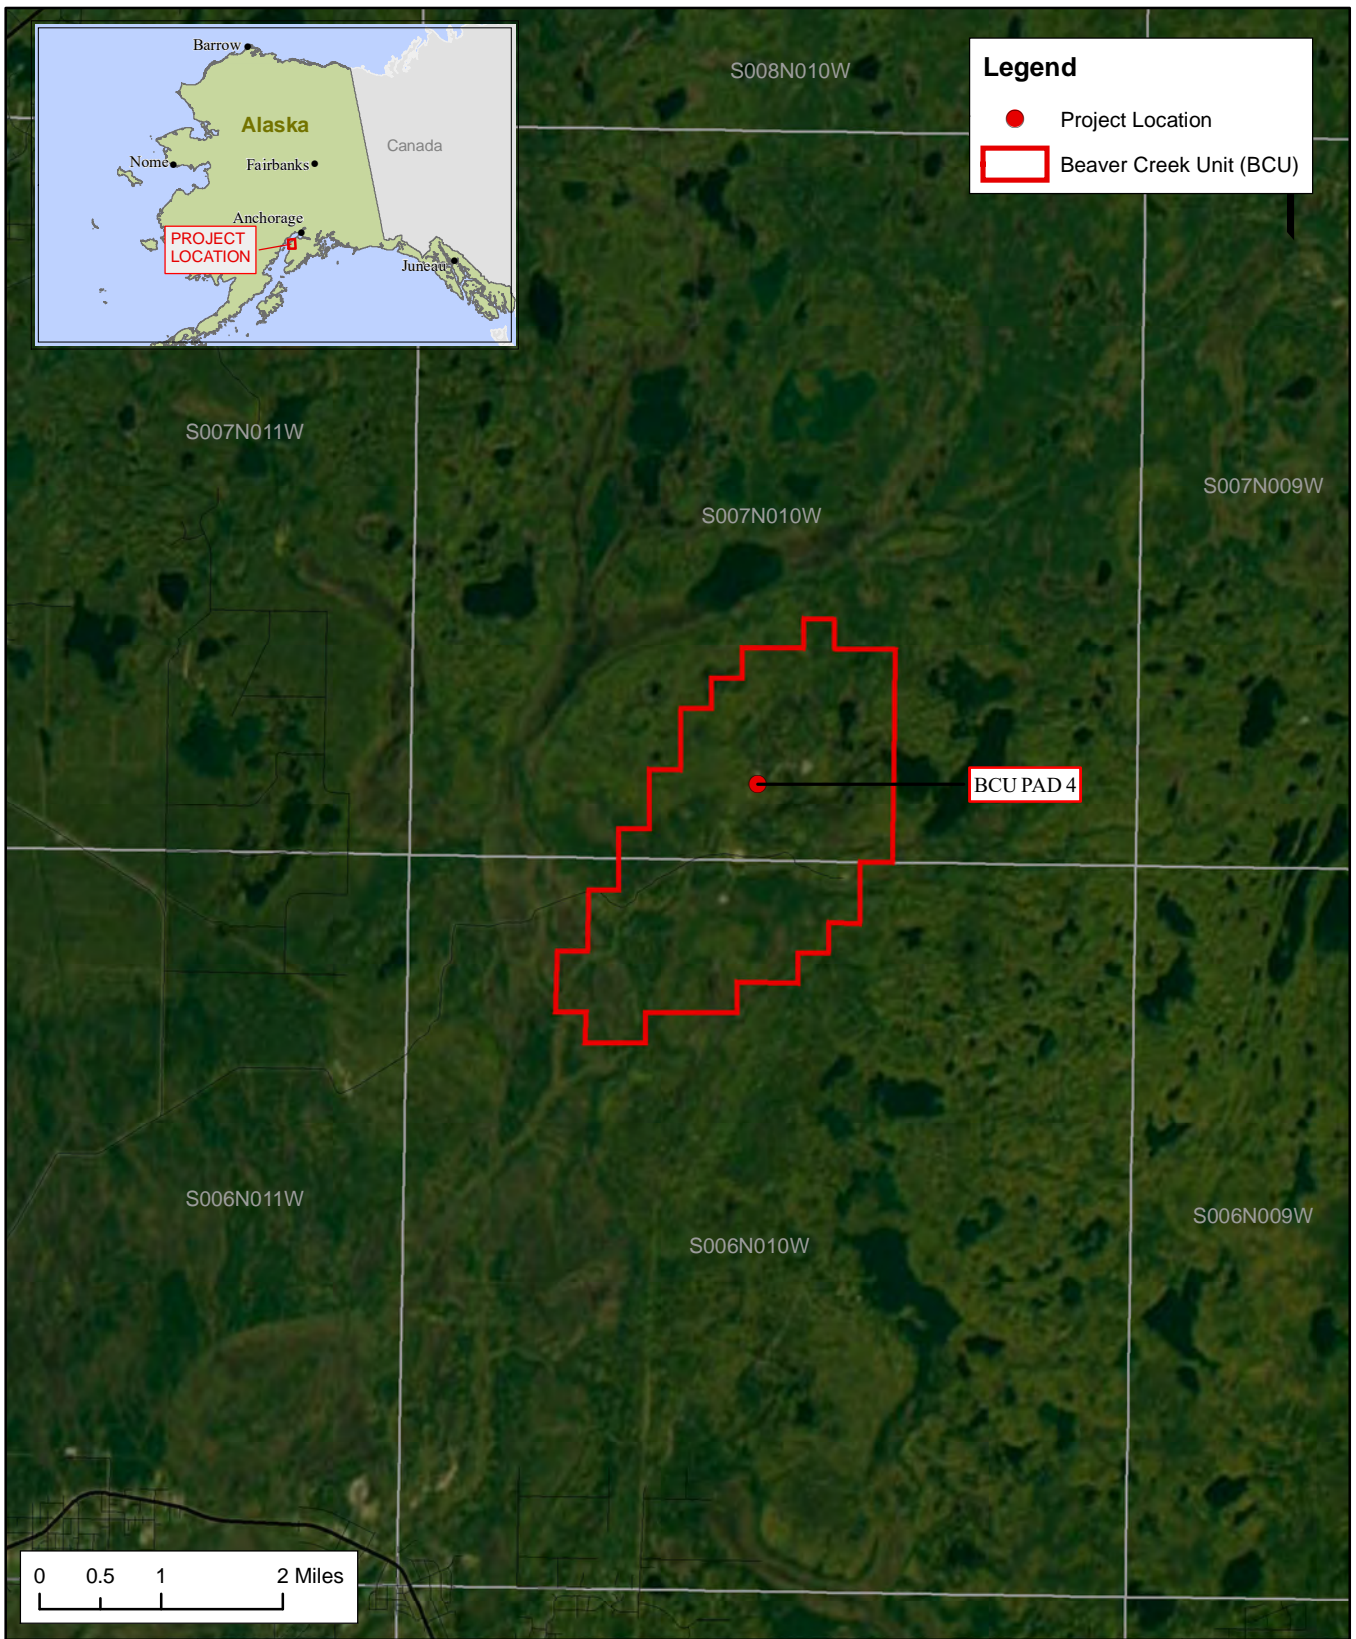 Barrow
Alaska
Canada
Nome
Fairbanks
Anchorage
PROJECT
LOCATION
Juneau
S008N010W
Legend
Project Location
Beaver Creek Unit (BCU)
S007N011W
S007N010W
S007N009W
BCU PAD 4
S006N011W
S006N010W
S006N009W
0 0.5 1 2 Miles